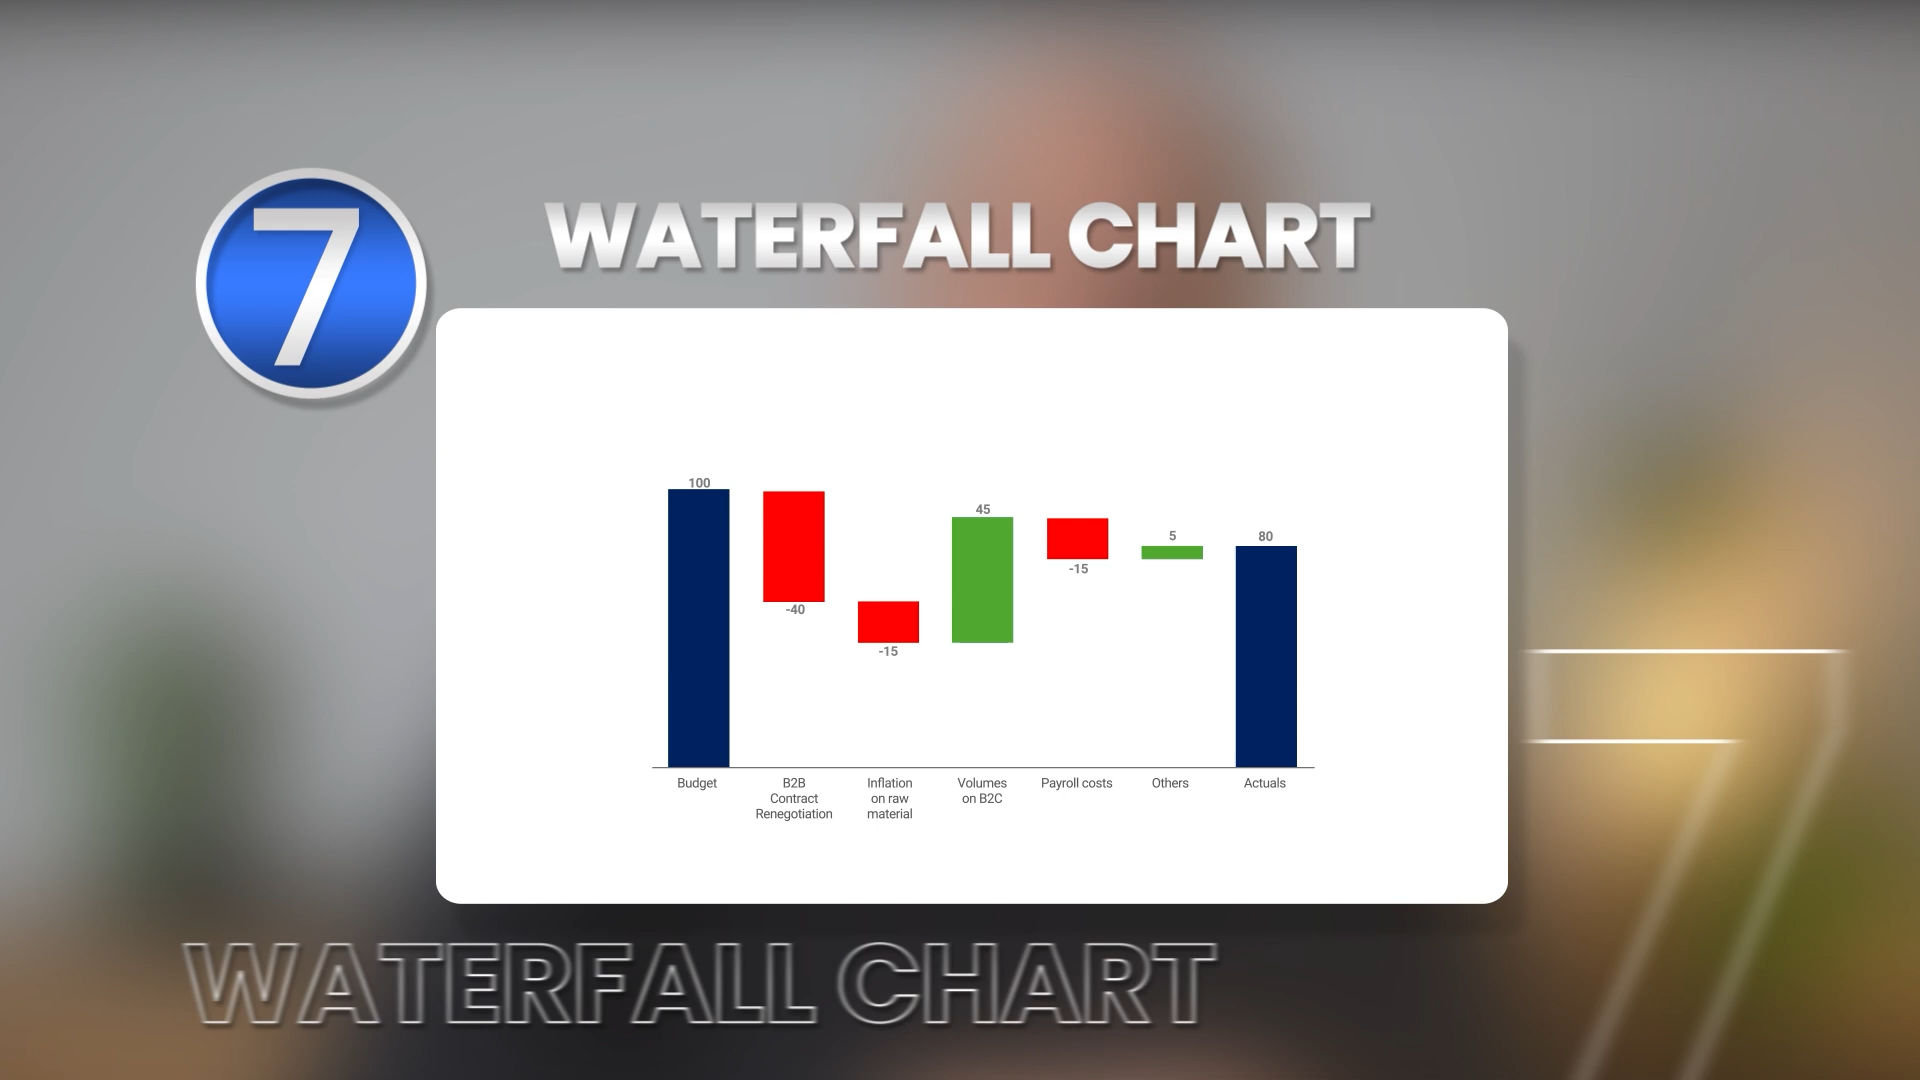 7
WATERFALL CHART
100
-40
-15
45
-15
5
80
Budget
B2B
Contract
Renegotiation
Inflation
on raw
material
Volumes
on B2C
Payroll costs
Others
Actuals
WATERFALL CHART
7